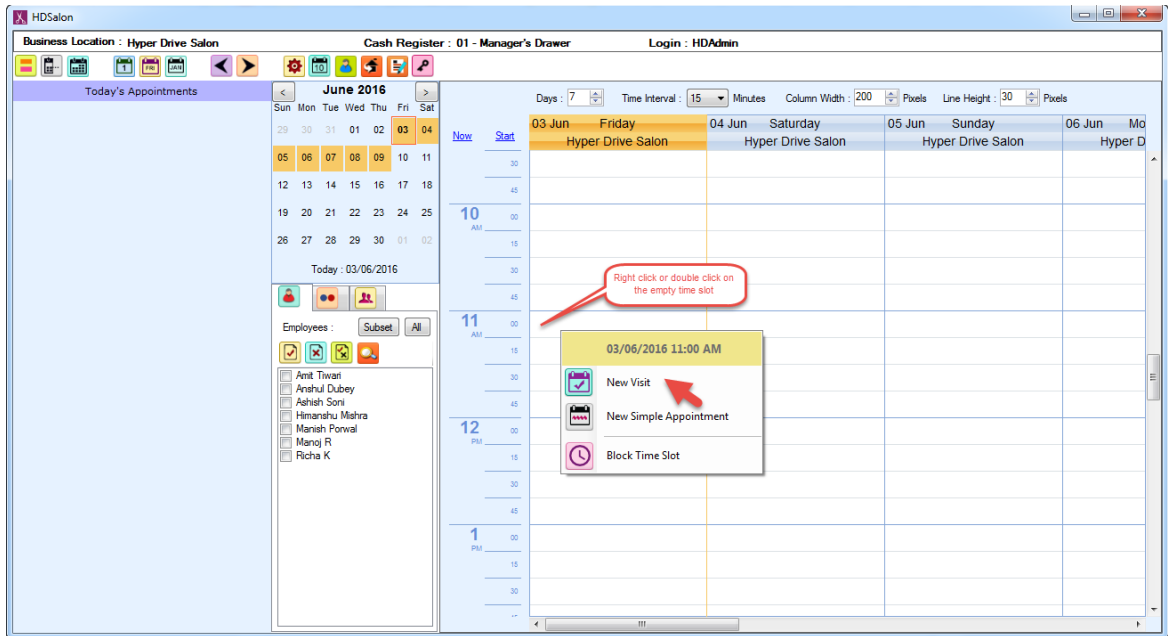 HDSalon
Business Location : Hyper Drive Salon Cash Register : 01 - Manager's Drawer Login : HDAdmin
1 FRI JAN 10
Today's Appointments
< June 2016 >
Sun Mon Tue Wed Thu Fri Sat
29 30 31 01 02 03 04
05 06 07 08 09 10 11
12 13 14 15 16 17 18
19 20 21 22 23 24 25
26 27 28 29 30 01 02
Today : 03/06/2016
Employees : Subset All
Amit Tiwari
Anshul Dubey
Ashish Soni
Himanshu Mishra
Manish Porwal
Manoj R
Richa K
Days : 7 Time Interval : 15 Minutes Column Width : 200 Pixels Line Height : 30 Pixels
Now Start
03 Jun Friday 04 Jun Saturday 05 Jun Sunday 06 Jun Mo
Hyper Drive Salon Hyper Drive Salon Hyper Drive Salon Hyper D
30
45
10 AM 00
15
30
45
11 AM 00
15
30
45
12 PM 00
15
30
45
1 PM 00
15
30
Right click or double click on
the empty time slot
03/06/2016 11:00 AM
New Visit
New Simple Appointment
Block Time Slot